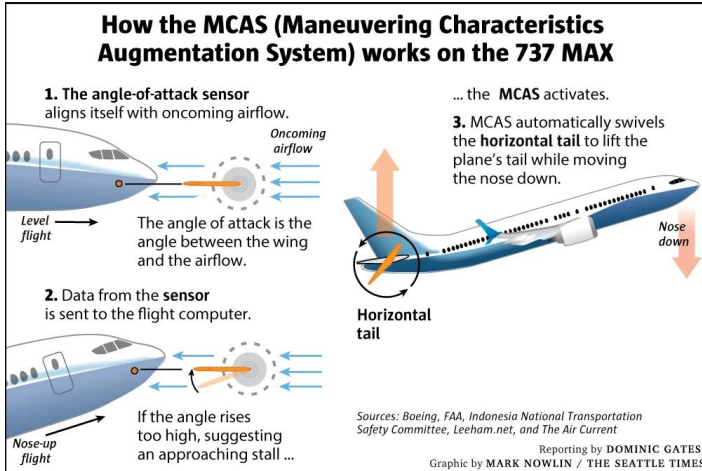 How the MCAS (Maneuvering Characteristics
Augmentation System) works on the 737 MAX
1. The angle-of-attack sensor
aligns itself with oncoming airflow.
Oncoming
airflow
Level
flight
The angle of attack is the
angle between the wing
and the airflow.
2. Data from the sensor
is sent to the flight computer.
Nose-up
flight
If the angle rises
too high, suggesting
an approaching stall ...
... the MCAS activates.
3. MCAS automatically swivels
the horizontal tail to lift the
plane's tail while moving
the nose down.
Nose
down
Horizontal
tail
Sources: Boeing, FAA, Indonesia National Transportation
Safety Committee, Leeham.net, and The Air Current
Reporting by DOMINIC GATES
Graphic by MARK NOWLIN / THE SEATTLE TIMES